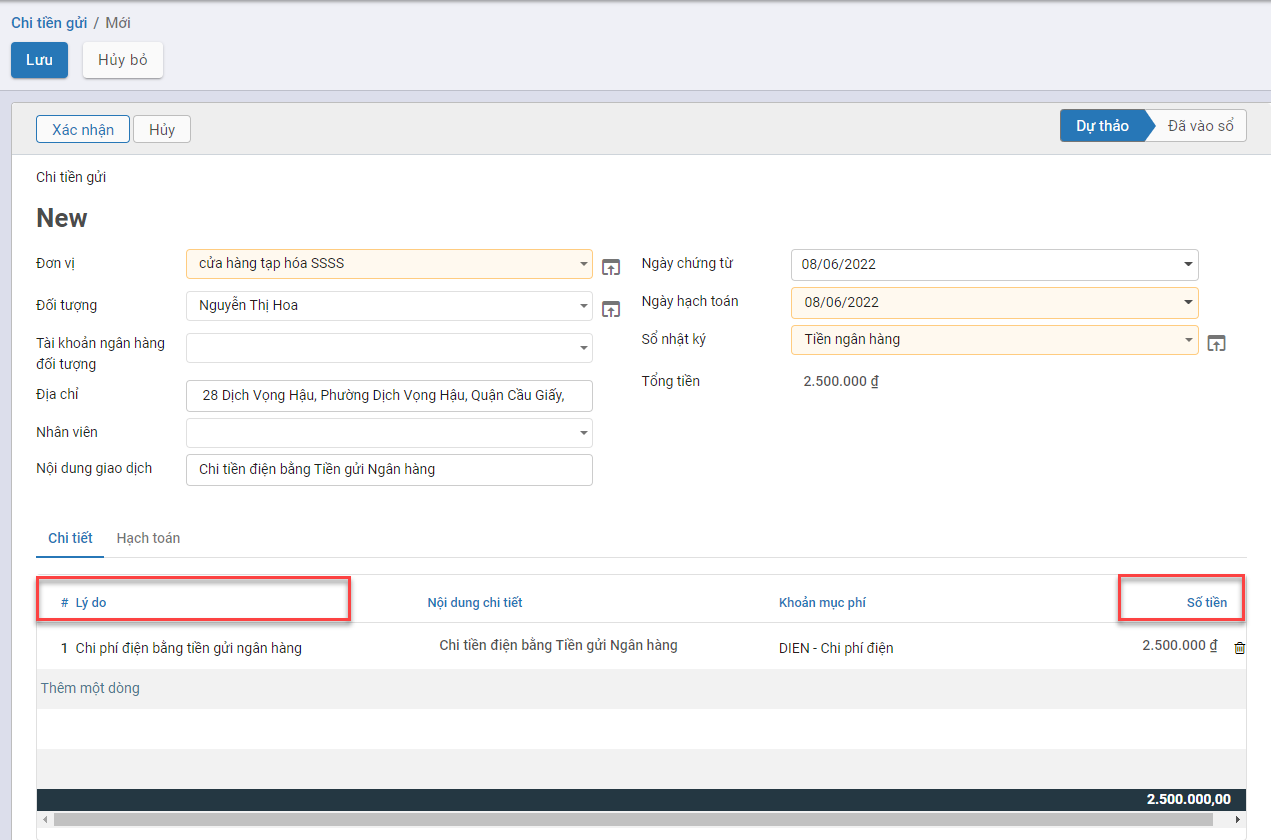 Chi tiền gửi / Mới
Lưu Hủy bỏ
Xác nhận Hủy Dự thảo Đã vào sổ
Chi tiền gửi
New
Đơn vị cửa hàng tạp hóa SSSS
Đối tượng Nguyễn Thị Hoa
Tài khoản ngân hàng
đối tượng
Địa chỉ 28 Dịch Vọng Hậu, Phường Dịch Vọng Hậu, Quận Cầu Giấy,
Nhân viên
Nội dung giao dịch Chi tiền điện bằng Tiền gửi Ngân hàng
Ngày chứng từ 08/06/2022
Ngày hạch toán 08/06/2022
Sổ nhật ký Tiền ngân hàng
Tổng tiền 2.500.000 ₫
Chi tiết Hạch toán
# Lý do Nội dung chi tiết Khoản mục phí Số tiền
1 Chi phí điện bằng tiền gửi ngân hàng Chi tiền điện bằng Tiền gửi Ngân hàng DIEN - Chi phí điện 2.500.000 ₫
Thêm một dòng
2.500.000,00